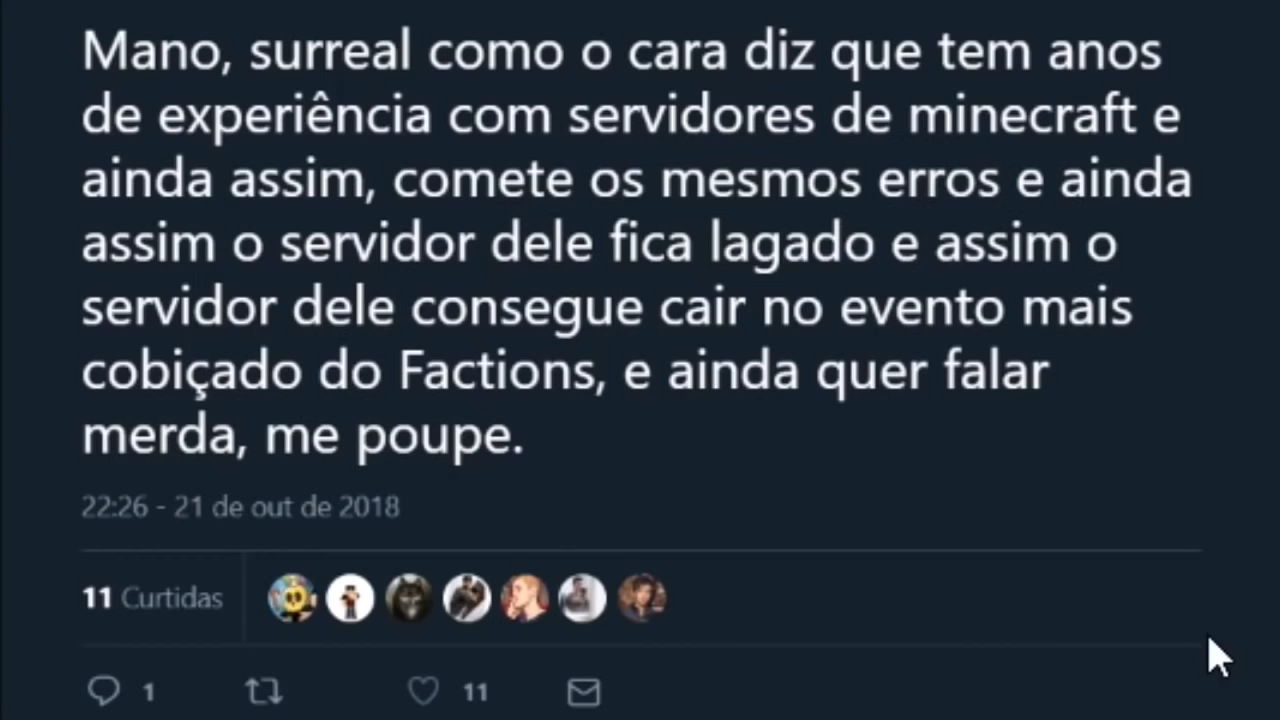 Mano, surreal como o cara diz que tem anos
de experiência com servidores de minecraft e
ainda assim, comete os mesmos erros e ainda
assim o servidor dele fica lagado e assim o
servidor dele consegue cair no evento mais
cobiçado do Factions, e ainda quer falar
merda, me poupe.
22:26 - 21 de out de 2018
11 Curtidas
1 11